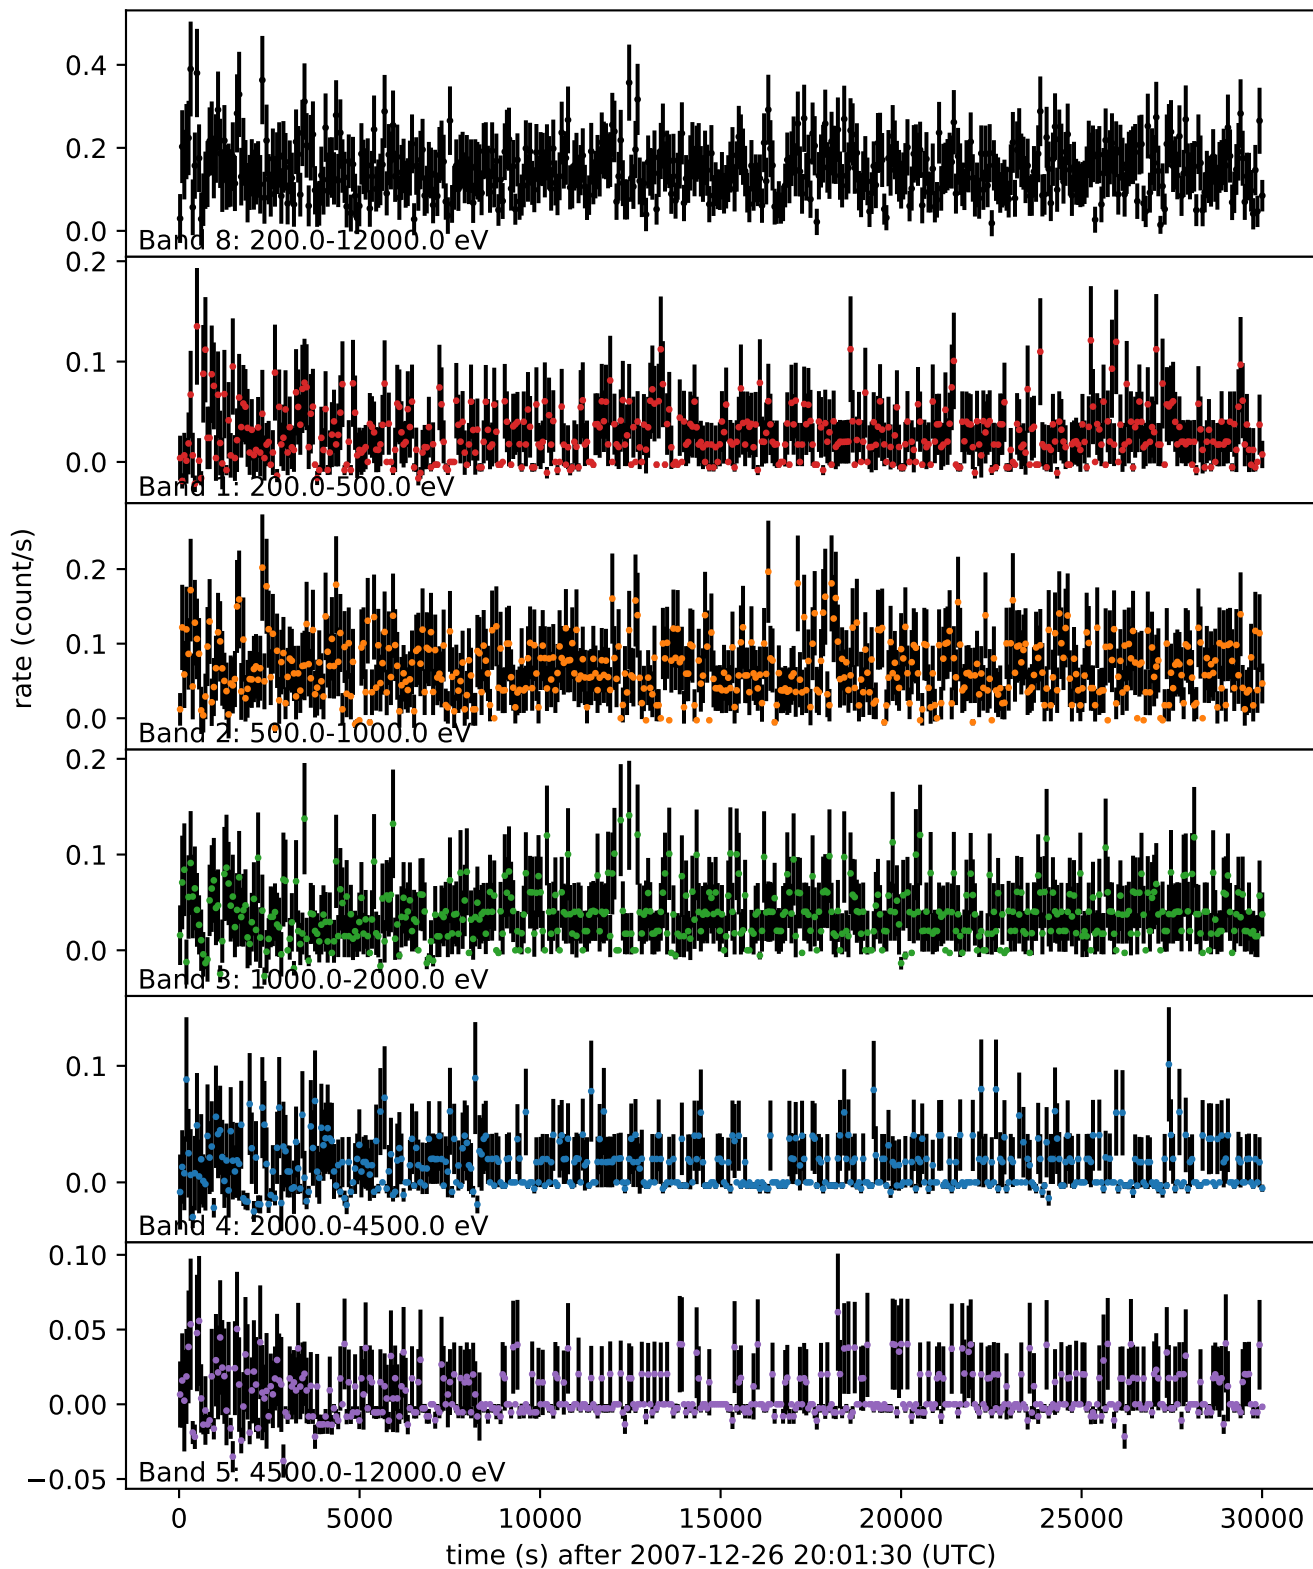 0.4
0.2
0.0
Band 8: 200.0-12000.0 eV
0.2
0.1
0.0
Band 1: 200.0-500.0 eV
rate (count/s)
0.2
0.1
0.0
Band 2: 500.0-1000.0 eV
0.2
0.1
0.0
Band 3: 1000.0-2000.0 eV
0.1
0.0
Band 4: 2000.0-4500.0 eV
0.10
0.05
0.00
−0.05
Band 5: 4500.0-12000.0 eV
0 5000 10000 15000 20000 25000 30000
time (s) after 2007-12-26 20:01:30 (UTC)